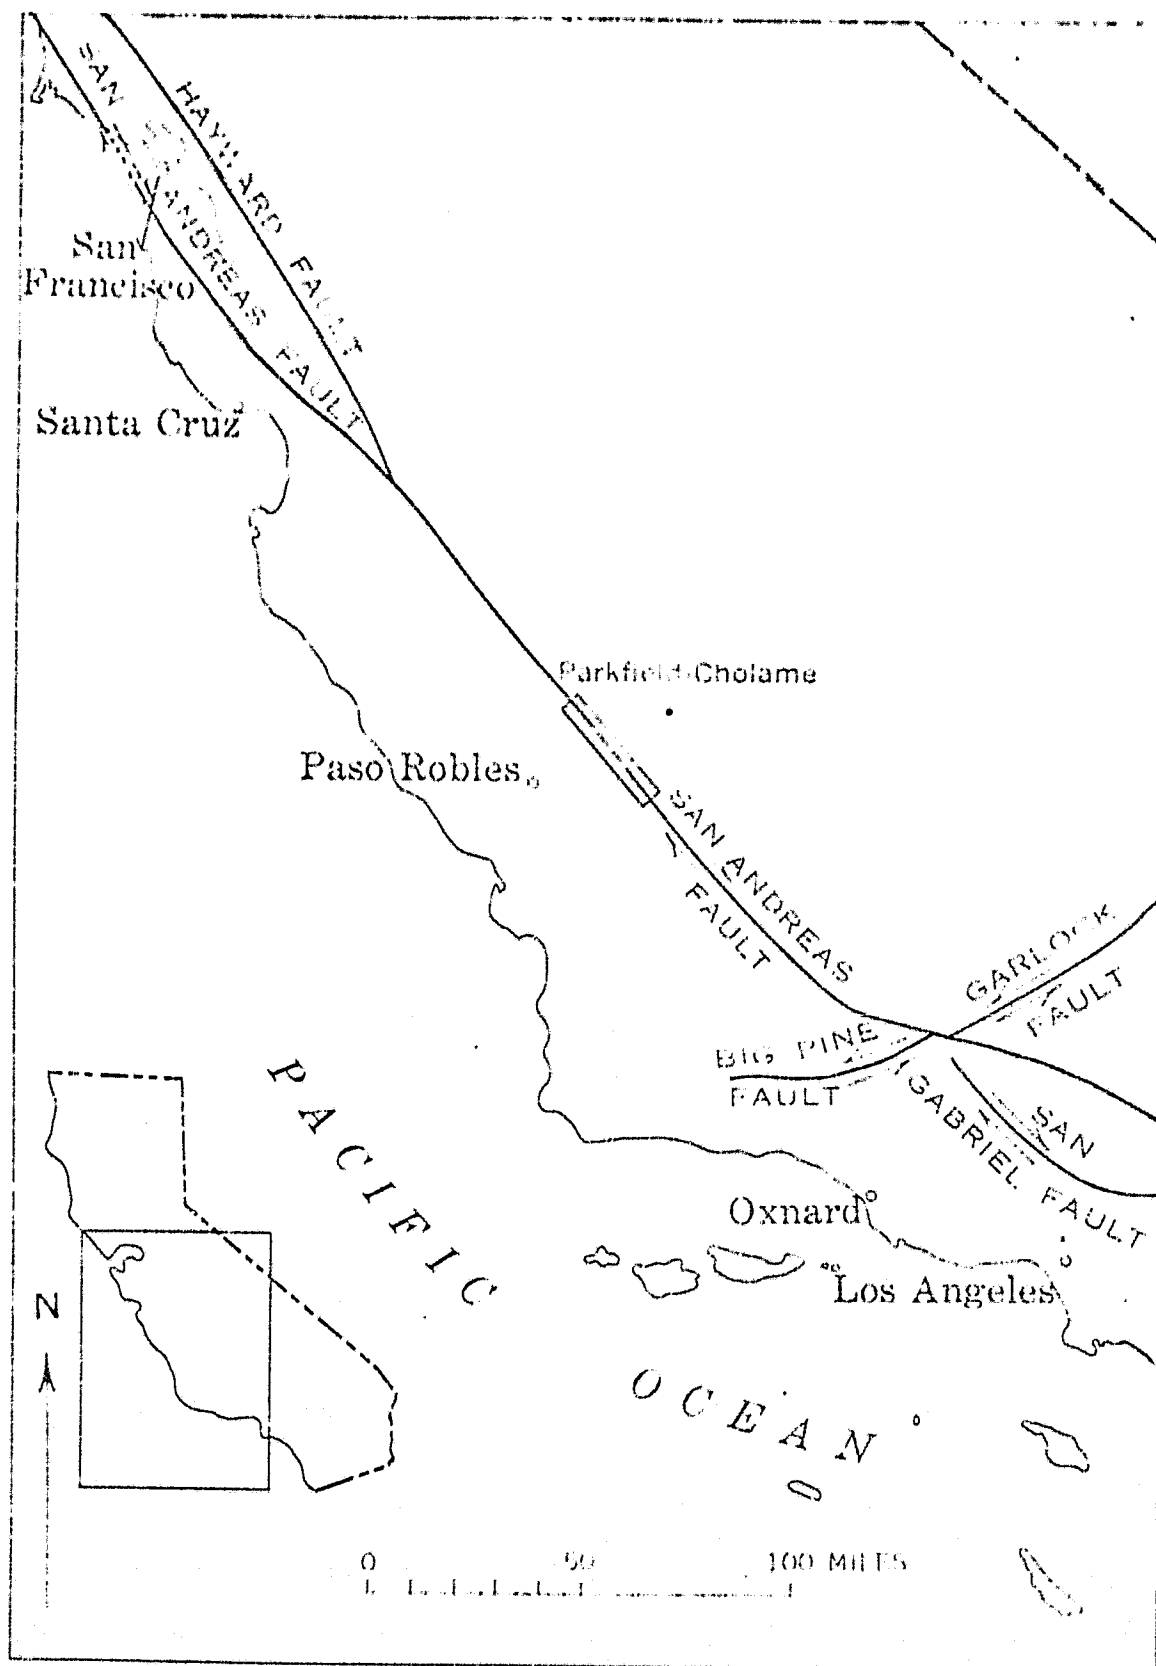 SAN ANDREAS FAULT
HAYWARD FAULT
San
Francisco
Santa Cruz
Parkfield-Cholame
Paso Robles
SAN ANDREAS
FAULT
GARLOCK
FAULT
BIG PINE
FAULT
SAN
GABRIEL FAULT
PACIFIC
OCEAN
Oxnard
Los Angeles
N
0 50 100 MILES